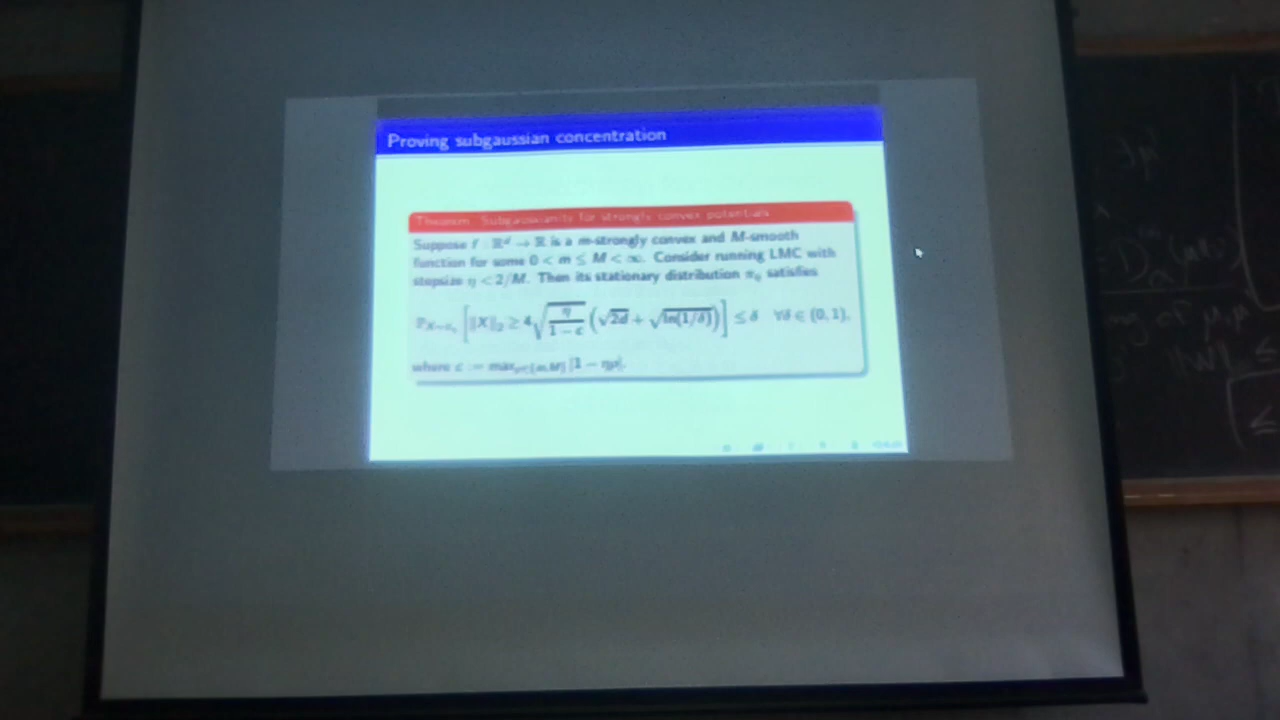 Proving subgaussian concentration
Theorem: Subgaussianity for strongly convex potentials
Suppose f : ℝᵈ → ℝ is a m-strongly convex and M-smooth
function for some 0 < m ≤ M < ∞. Consider running LMC with
stepsize η < 2/M. Then its stationary distribution π_η satisfies
ℙ_{X∼π_η} [‖X‖₂ ≥ 4√(η/(1 − c)) (√(2d) + √(ln(1/δ)))] ≤ δ ∀δ ∈ (0, 1),
where c := max_{ρ∈[m,M]} |1 − ηρ|.